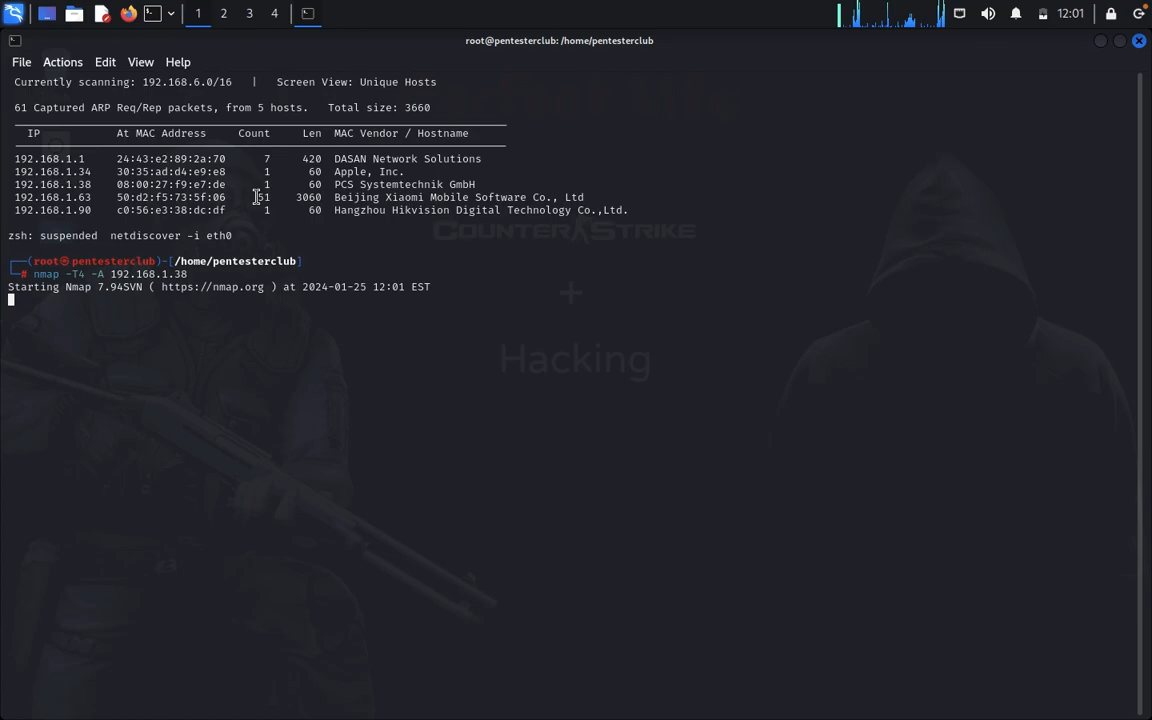 1 2 3 4 12:01
root@pentesterclub: /home/pentesterclub
File Actions Edit View Help
Currently scanning: 192.168.6.0/16 | Screen View: Unique Hosts
61 Captured ARP Req/Rep packets, from 5 hosts. Total size: 3660
IP At MAC Address Count Len MAC Vendor / Hostname
192.168.1.1 24:43:e2:89:2a:70 7 420 DASAN Network Solutions
192.168.1.34 30:35:ad:d4:e9:e8 1 60 Apple, Inc.
192.168.1.38 08:00:27:f9:e7:de 1 60 PCS Systemtechnik GmbH
192.168.1.63 50:d2:f5:73:5f:06 51 3060 Beijing Xiaomi Mobile Software Co., Ltd
192.168.1.90 c0:56:e3:38:dc:df 1 60 Hangzhou Hikvision Digital Technology Co.,Ltd.
COUNTER STRIKE
zsh: suspended netdiscover -i eth0
┌──(root㉿pentesterclub)-[/home/pentesterclub]
└─# nmap -T4 -A 192.168.1.38
Starting Nmap 7.94SVN ( https://nmap.org ) at 2024-01-25 12:01 EST
+
Hacking